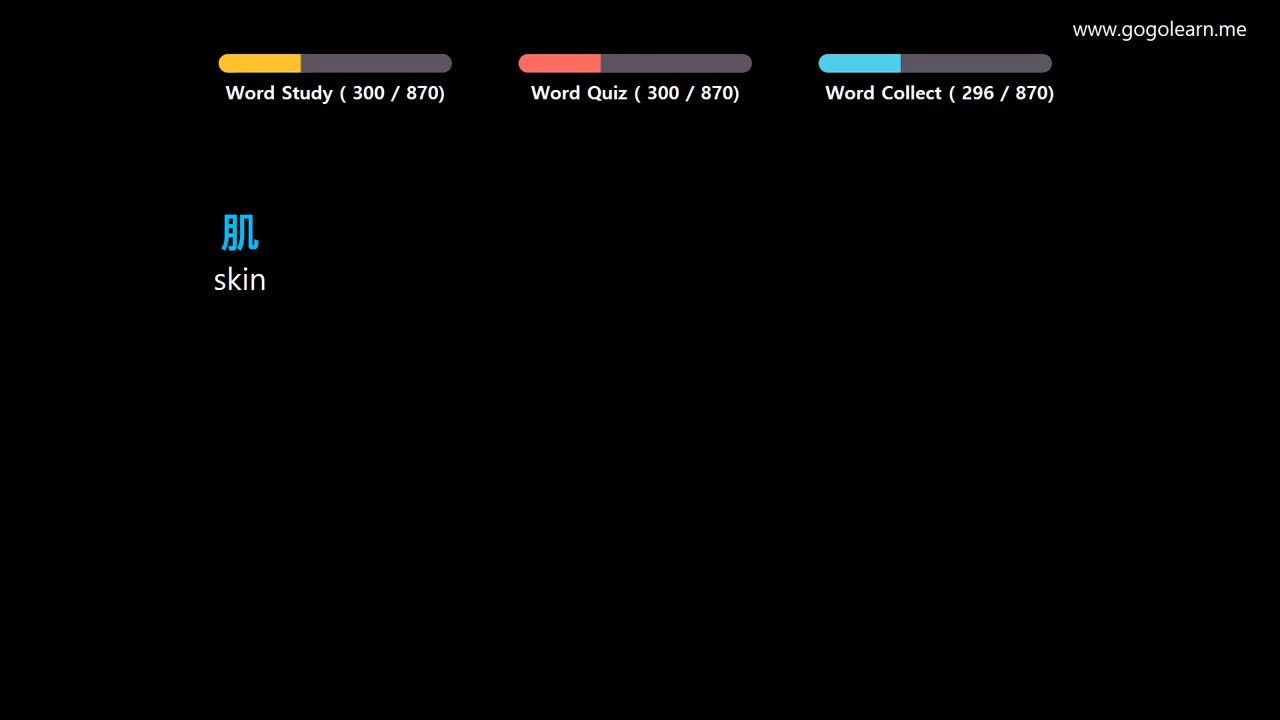 www.gogolearn.me
Word Study ( 300 / 870)
Word Quiz ( 300 / 870)
Word Collect ( 296 / 870)
肌
skin